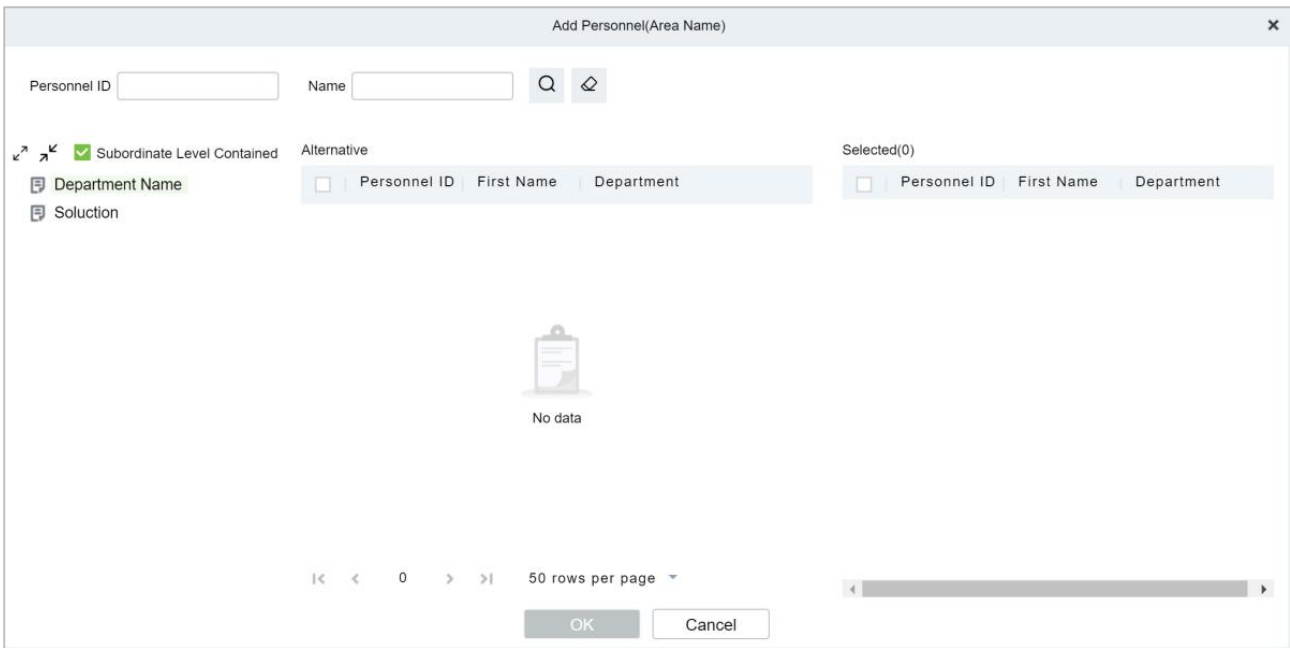 Add Personnel(Area Name)
Personnel ID Name
Subordinate Level Contained
Department Name
Soluction
Alternative
Personnel ID First Name Department
No data
0 50 rows per page
Selected(0)
Personnel ID First Name Department
OK Cancel